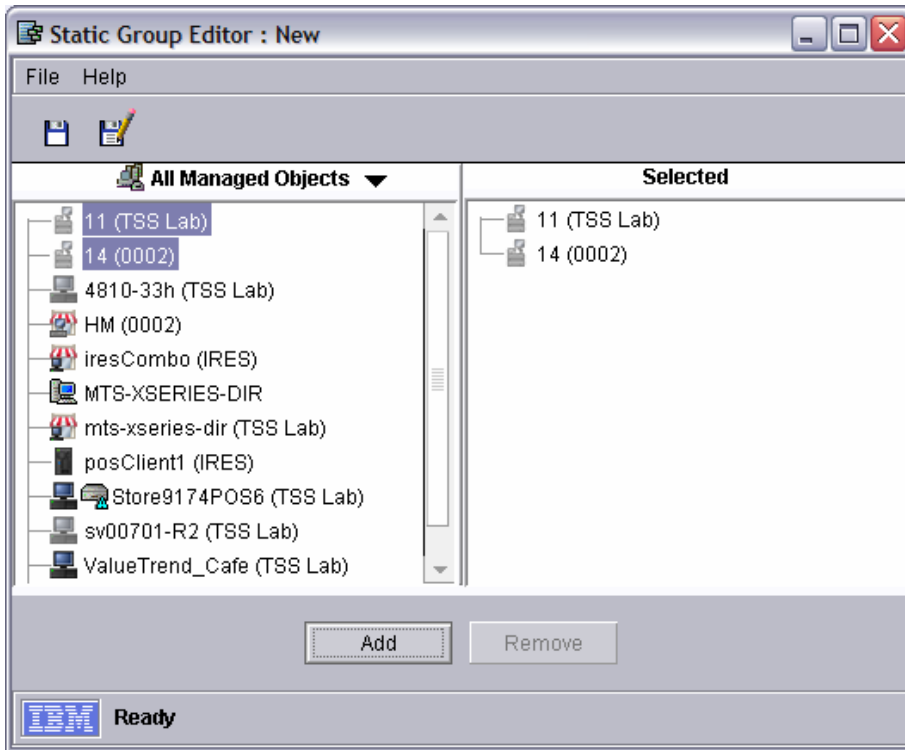 Static Group Editor : New
File Help
All Managed Objects
Selected
11 (TSS Lab)
14 (0002)
4810-33h (TSS Lab)
HM (0002)
iresCombo (IRES)
MTS-XSERIES-DIR
mts-xseries-dir (TSS Lab)
posClient1 (IRES)
Store9174POS6 (TSS Lab)
sv00701-R2 (TSS Lab)
ValueTrend_Cafe (TSS Lab)
11 (TSS Lab)
14 (0002)
Add
Remove
IBM Ready